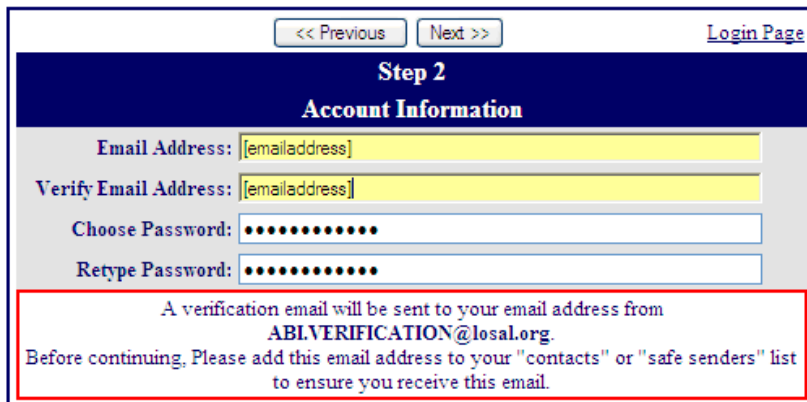 << Previous Next >> Login Page
Step 2
Account Information
Email Address: [emailaddress]
Verify Email Address: [emailaddress]
Choose Password: ••••••••••••
Retype Password: ••••••••••••
A verification email will be sent to your email address from
ABI.VERIFICATION@losal.org.
Before continuing, Please add this email address to your "contacts" or "safe senders" list
to ensure you receive this email.